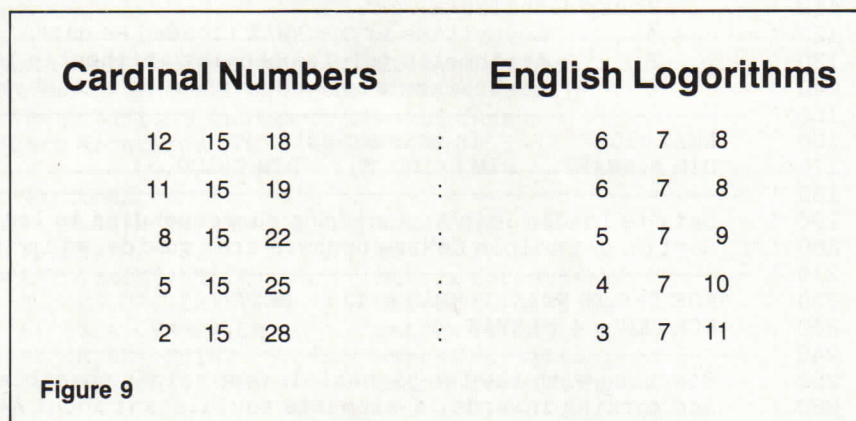 Cardinal Numbers English Logorithms
12 15 18 : 6 7 8
11 15 19 : 6 7 8
8 15 22 : 5 7 9
5 15 25 : 4 7 10
2 15 28 : 3 7 11
Figure 9